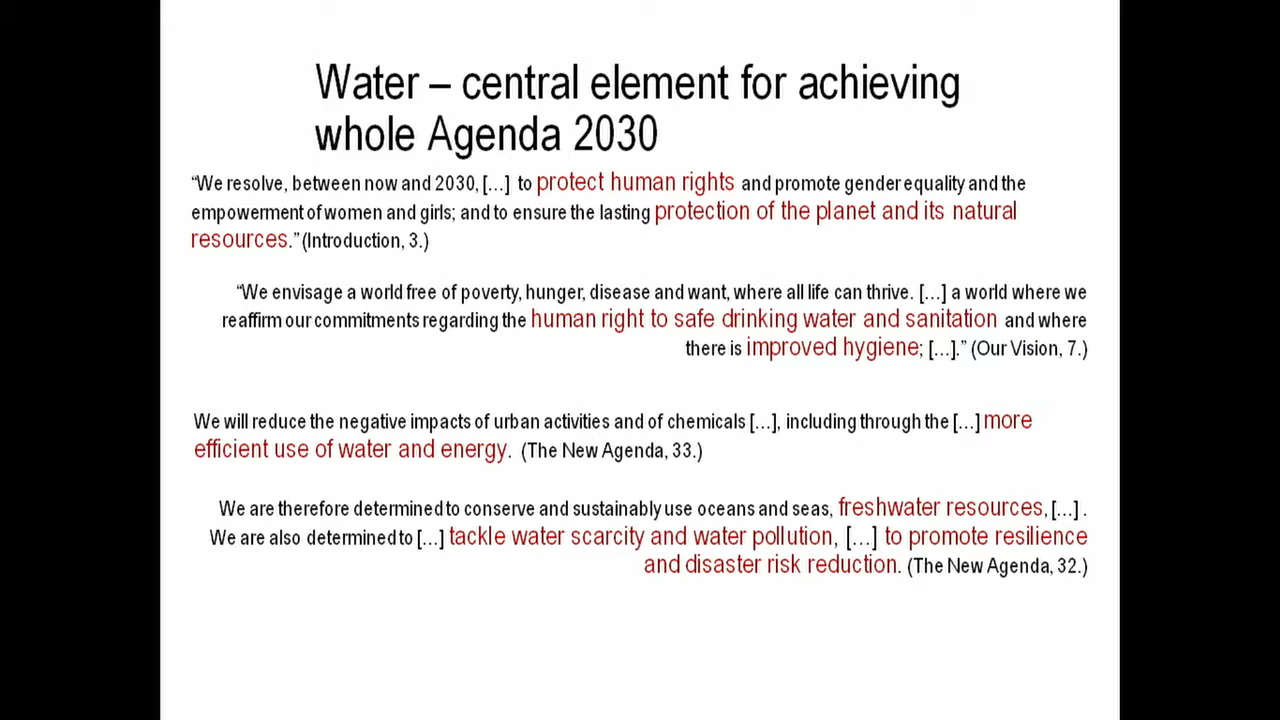 Water – central element for achieving
whole Agenda 2030
“We resolve, between now and 2030, […] to protect human rights and promote gender equality and the
empowerment of women and girls; and to ensure the lasting protection of the planet and its natural
resources.” (Introduction, 3.)
“We envisage a world free of poverty, hunger, disease and want, where all life can thrive. […] a world where we
reaffirm our commitments regarding the human right to safe drinking water and sanitation and where
there is improved hygiene; […].” (Our Vision, 7.)
We will reduce the negative impacts of urban activities and of chemicals […], including through the […] more
efficient use of water and energy. (The New Agenda, 33.)
We are therefore determined to conserve and sustainably use oceans and seas, freshwater resources, […] .
We are also determined to […] tackle water scarcity and water pollution, […] to promote resilience
and disaster risk reduction. (The New Agenda, 32.)